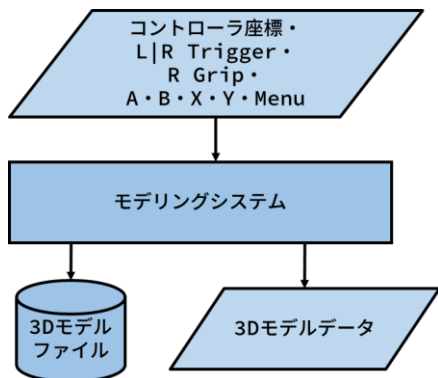 コントローラ座標・
L|R Trigger・
R Grip・
A・B・X・Y・Menu
モデリングシステム
3Dモデル
ファイル
3Dモデルデータ